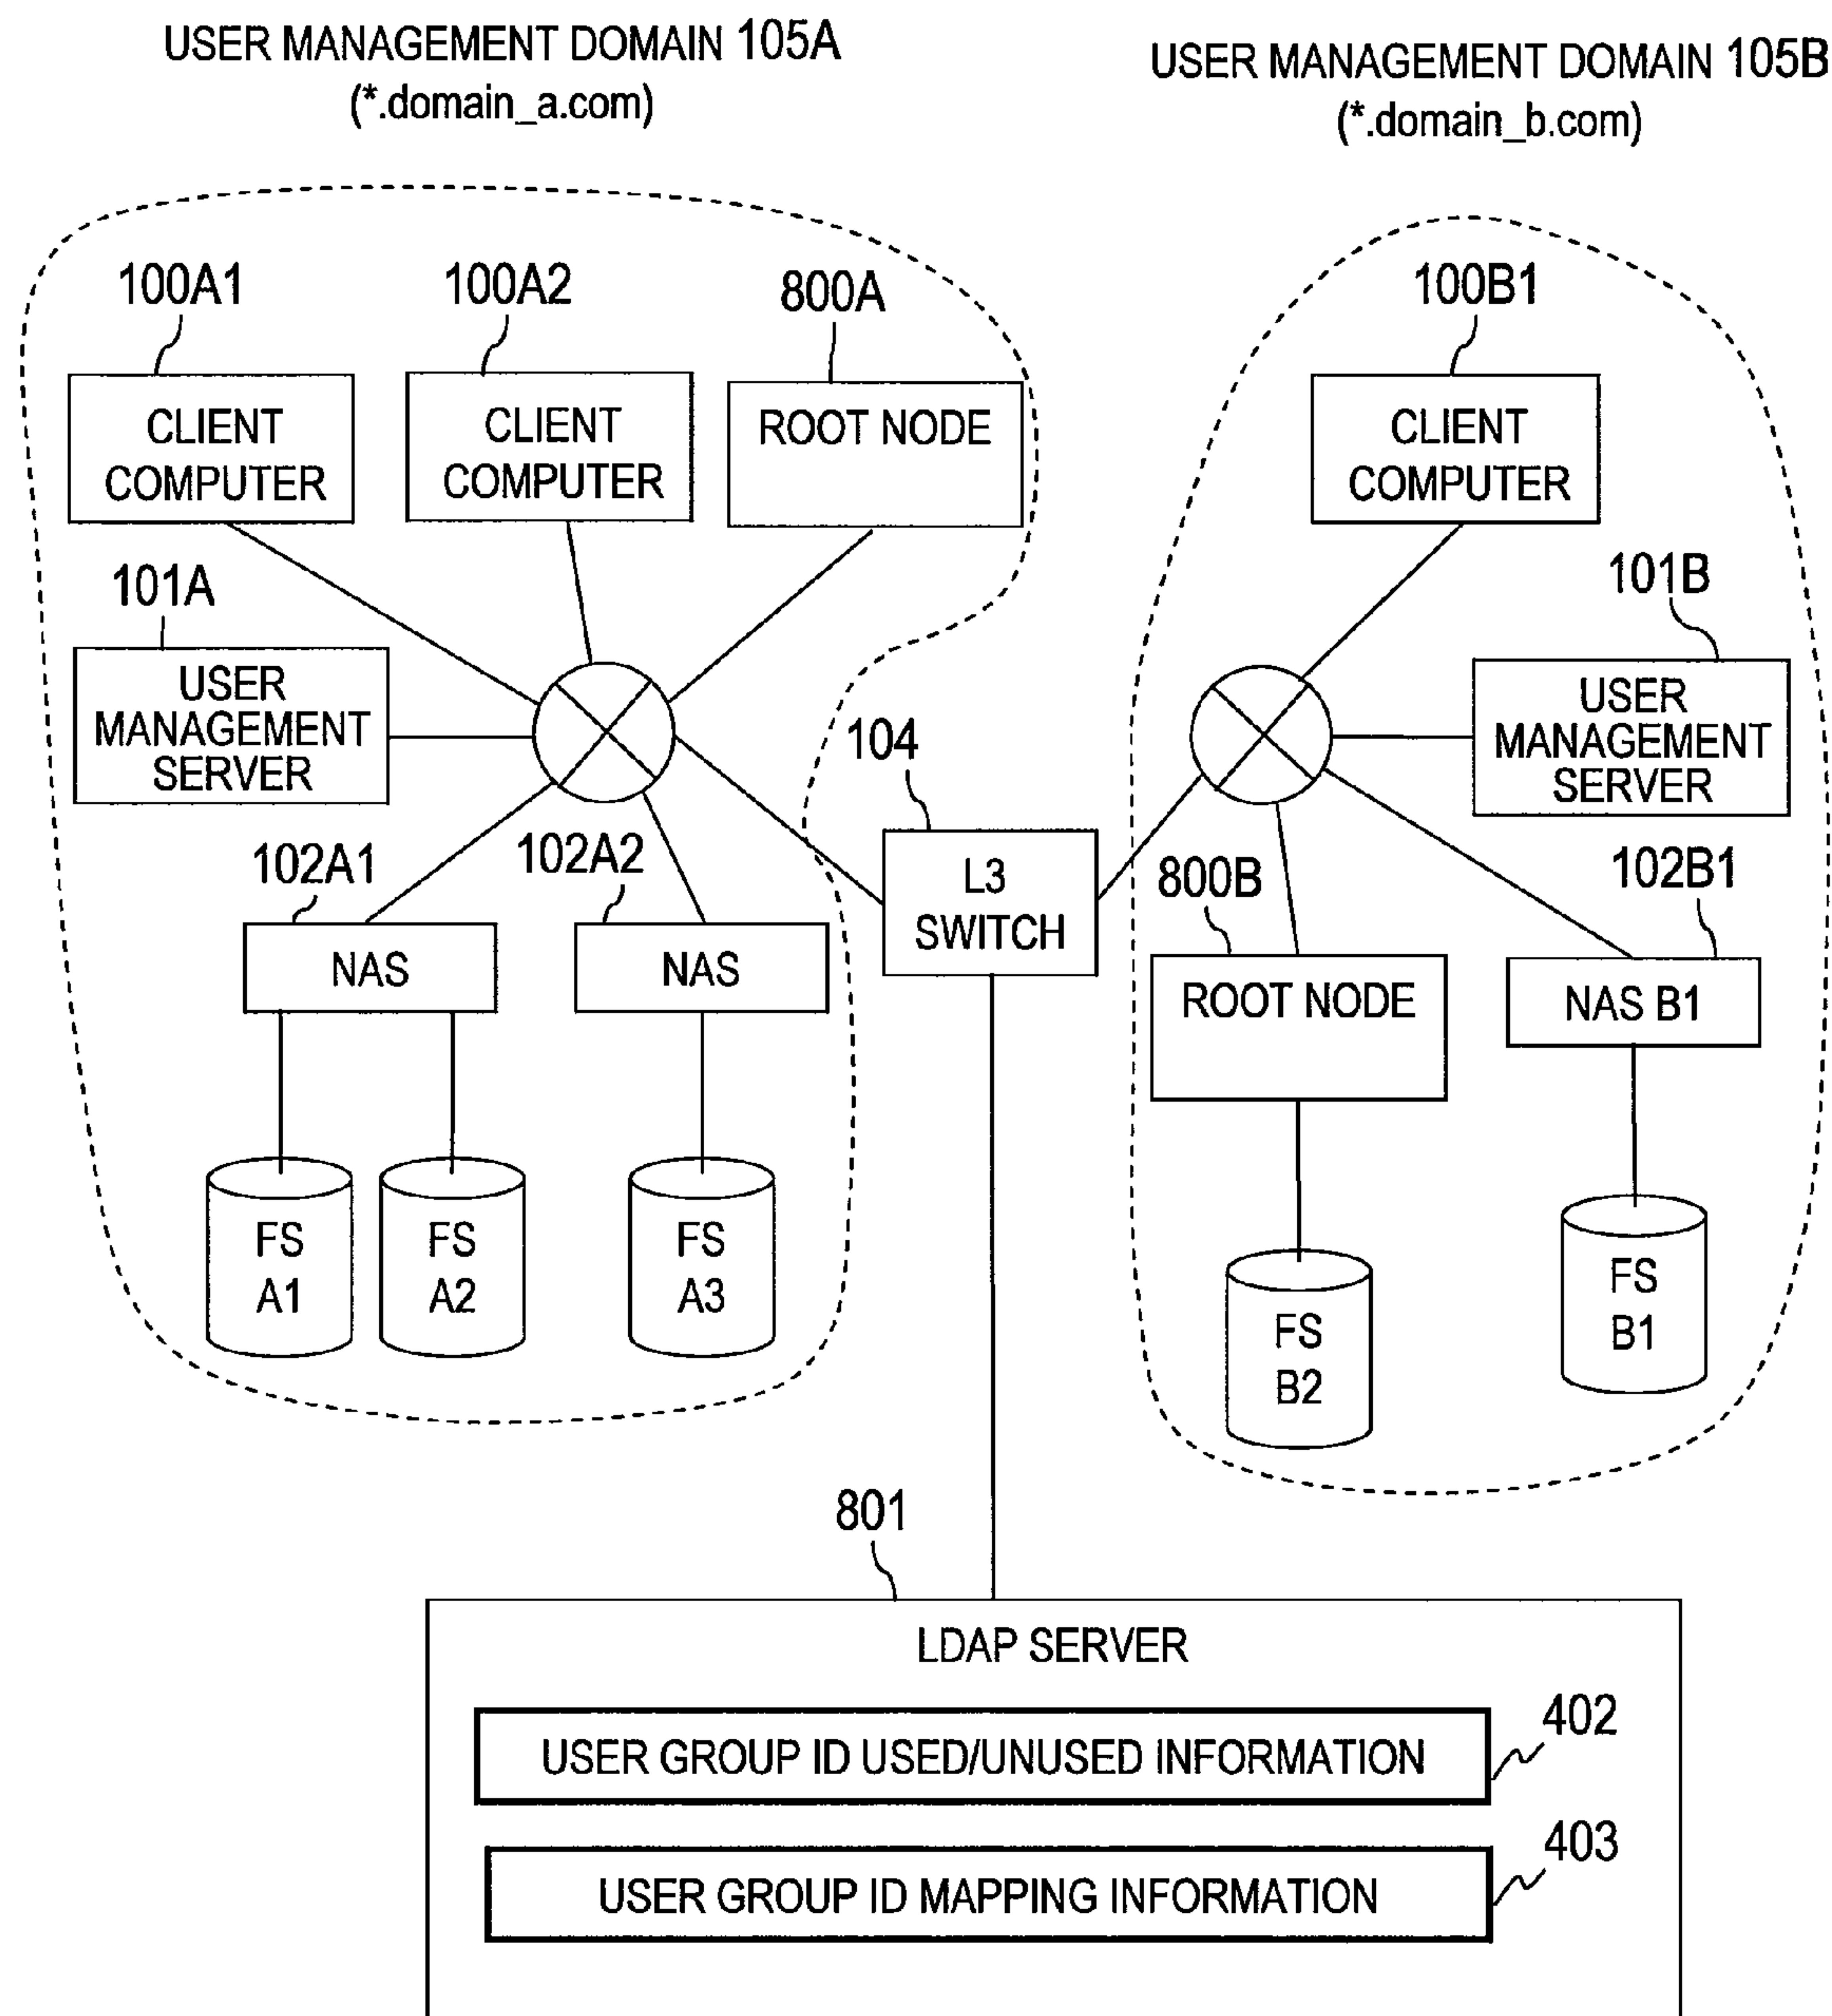 USER MANAGEMENT DOMAIN 105A
(*.domain_a.com)
USER MANAGEMENT DOMAIN 105B
(*.domain_b.com)
100A1
100A2
800A
100B1
CLIENT
COMPUTER
CLIENT
COMPUTER
ROOT NODE
CLIENT
COMPUTER
101A
101B
USER
MANAGEMENT
SERVER
USER
MANAGEMENT
SERVER
104
102A1
102A2
L3
SWITCH
800B
102B1
NAS
NAS
ROOT NODE
NAS B1
FS
A1
FS
A2
FS
A3
FS
B2
FS
B1
801
LDAP SERVER
402
USER GROUP ID USED/UNUSED INFORMATION
403
USER GROUP ID MAPPING INFORMATION